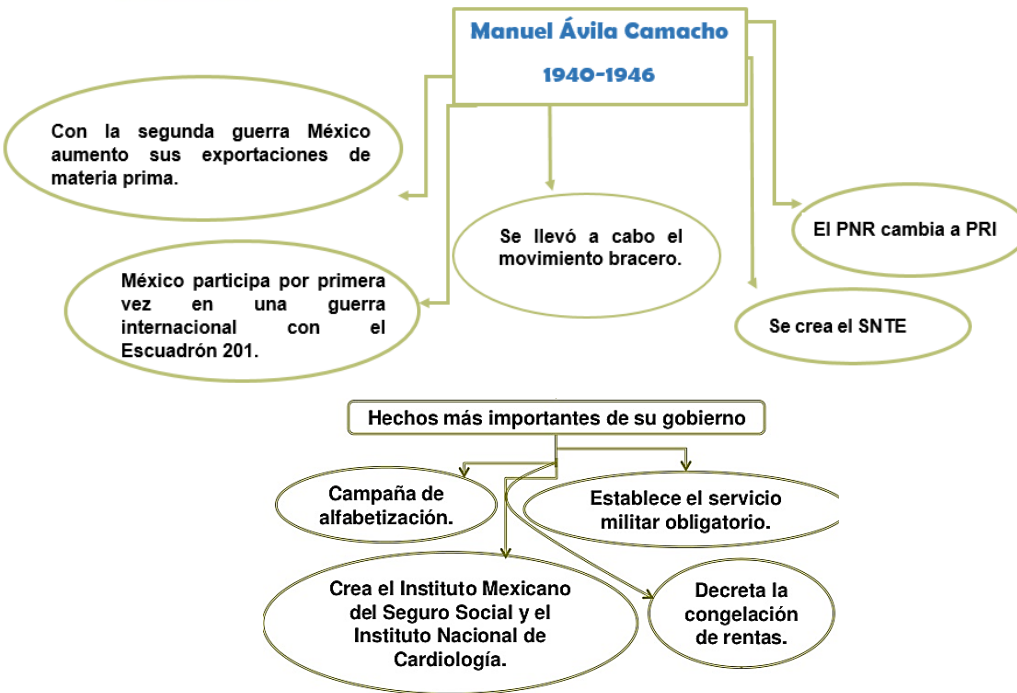 Manuel Ávila Camacho
1940-1946
Con la segunda guerra México
aumento sus exportaciones de
materia prima.
México participa por primera
vez en una guerra
internacional con el
Escuadrón 201.
Se llevó a cabo el
movimiento bracero.
El PNR cambia a PRI
Se crea el SNTE
Hechos más importantes de su gobierno
Campaña de
alfabetización.
Establece el servicio
militar obligatorio.
Crea el Instituto Mexicano
del Seguro Social y el
Instituto Nacional de
Cardiología.
Decreta la
congelación
de rentas.